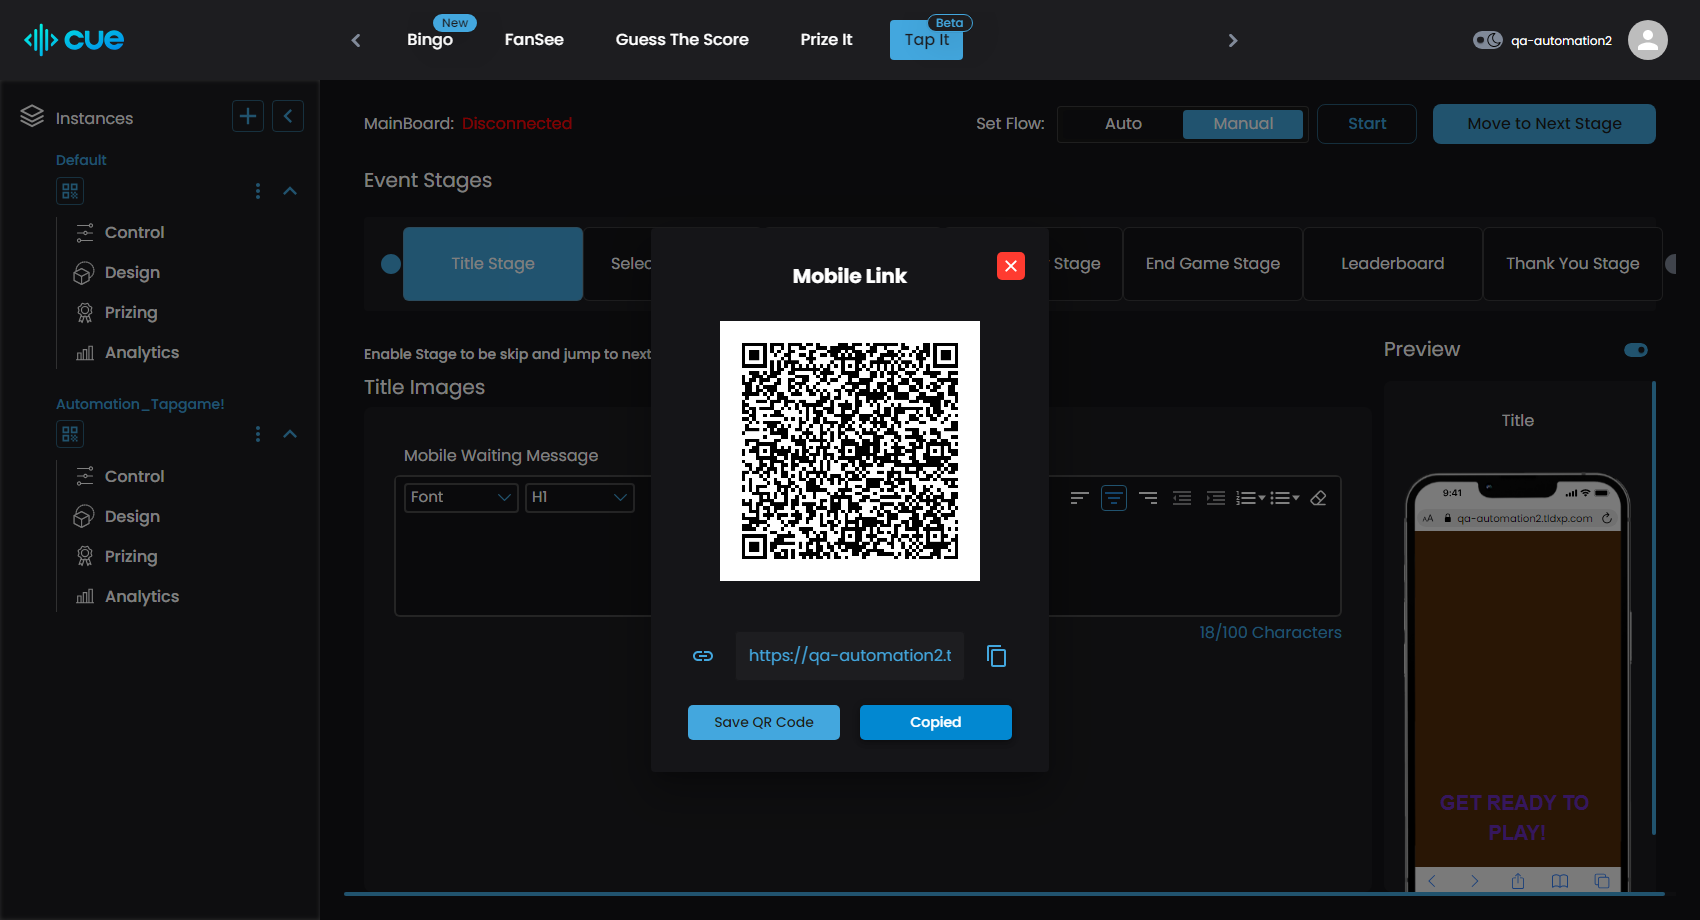 cue
Bingo
New
FanSee
Guess The Score
Prize It
Tap It
Beta
qa-automation2
Instances
Default
Control
Design
Prizing
Analytics
Automation_Tapgame!
Control
Design
Prizing
Analytics
MainBoard: Disconnected
Set Flow:
Auto
Manual
Start
Move to Next Stage
Event Stages
Title Stage
Selec
Stage
End Game Stage
Leaderboard
Thank You Stage
Enable Stage to be skip and jump to next
Title Images
Mobile Waiting Message
Font
H1
18/100 Characters
Mobile Link
https://qa-automation2.t
Save QR Code
Copied
Preview
Title
9:41
AA
qa-automation2.tldxp.com
GET READY TO
PLAY!